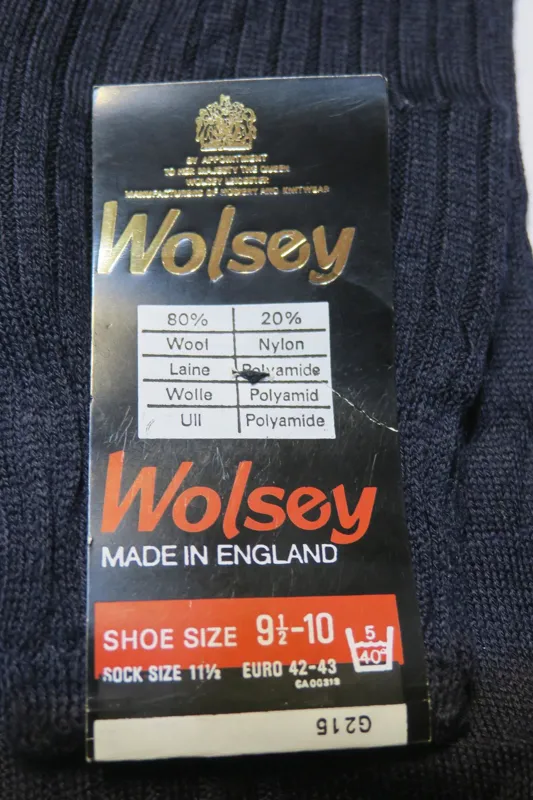 BY APPOINTMENT
TO HER MAJESTY THE QUEEN
WOLSEY LEICESTER
MANUFACTURERS OF HOSIERY AND KNITWEAR
Wolsey
80% 20%
Wool Nylon
Laine Polyamide
Wolle Polyamid
Ull Polyamide
Wolsey
MADE IN ENGLAND
SHOE SIZE 9½-10
5
40°
SOCK SIZE 11½ EURO 42-43
G215